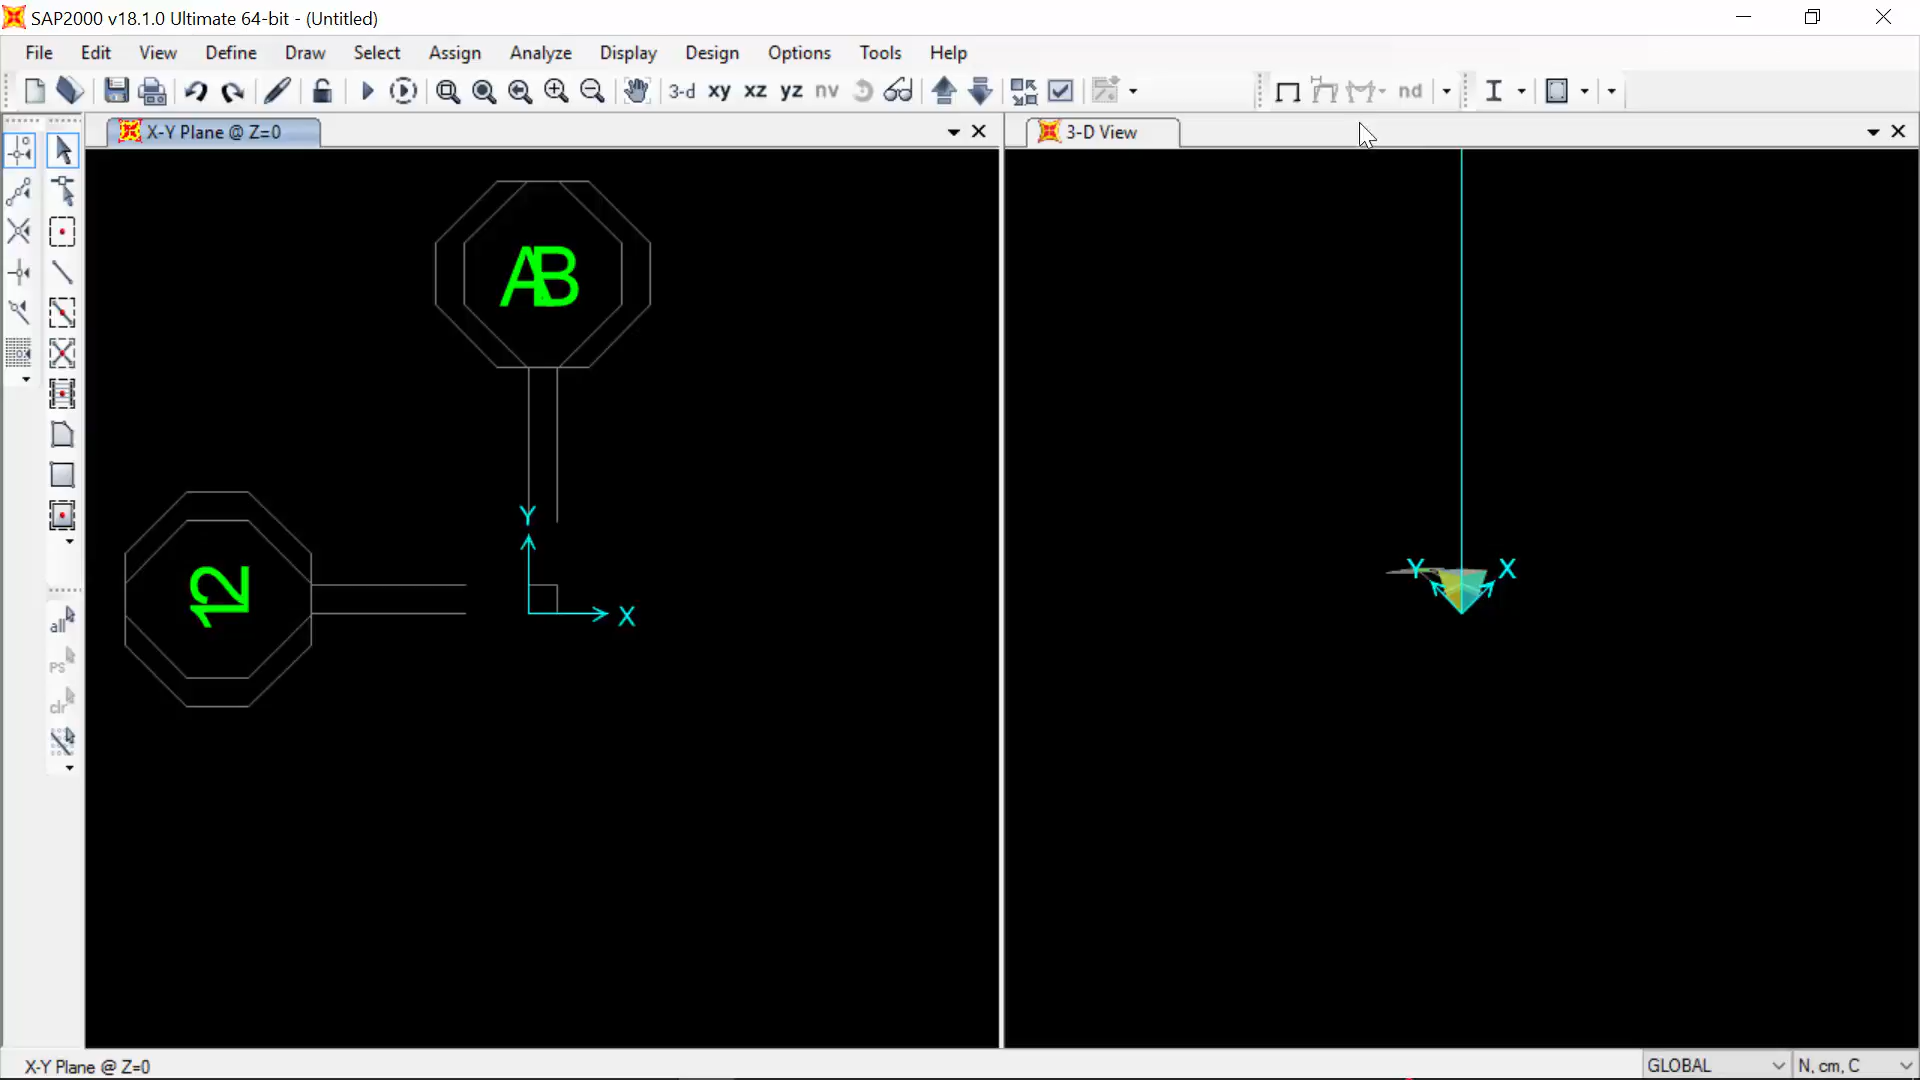 SAP2000 v18.1.0 Ultimate 64-bit - (Untitled)
File Edit View Define Draw Select Assign Analyze Display Design Options Tools Help
3-d xy xz yz nv nd
X-Y Plane @ Z=0
3-D View
AB
12
Y
X
Y
X
all
ps
clr
X-Y Plane @ Z=0
GLOBAL
N, cm, C